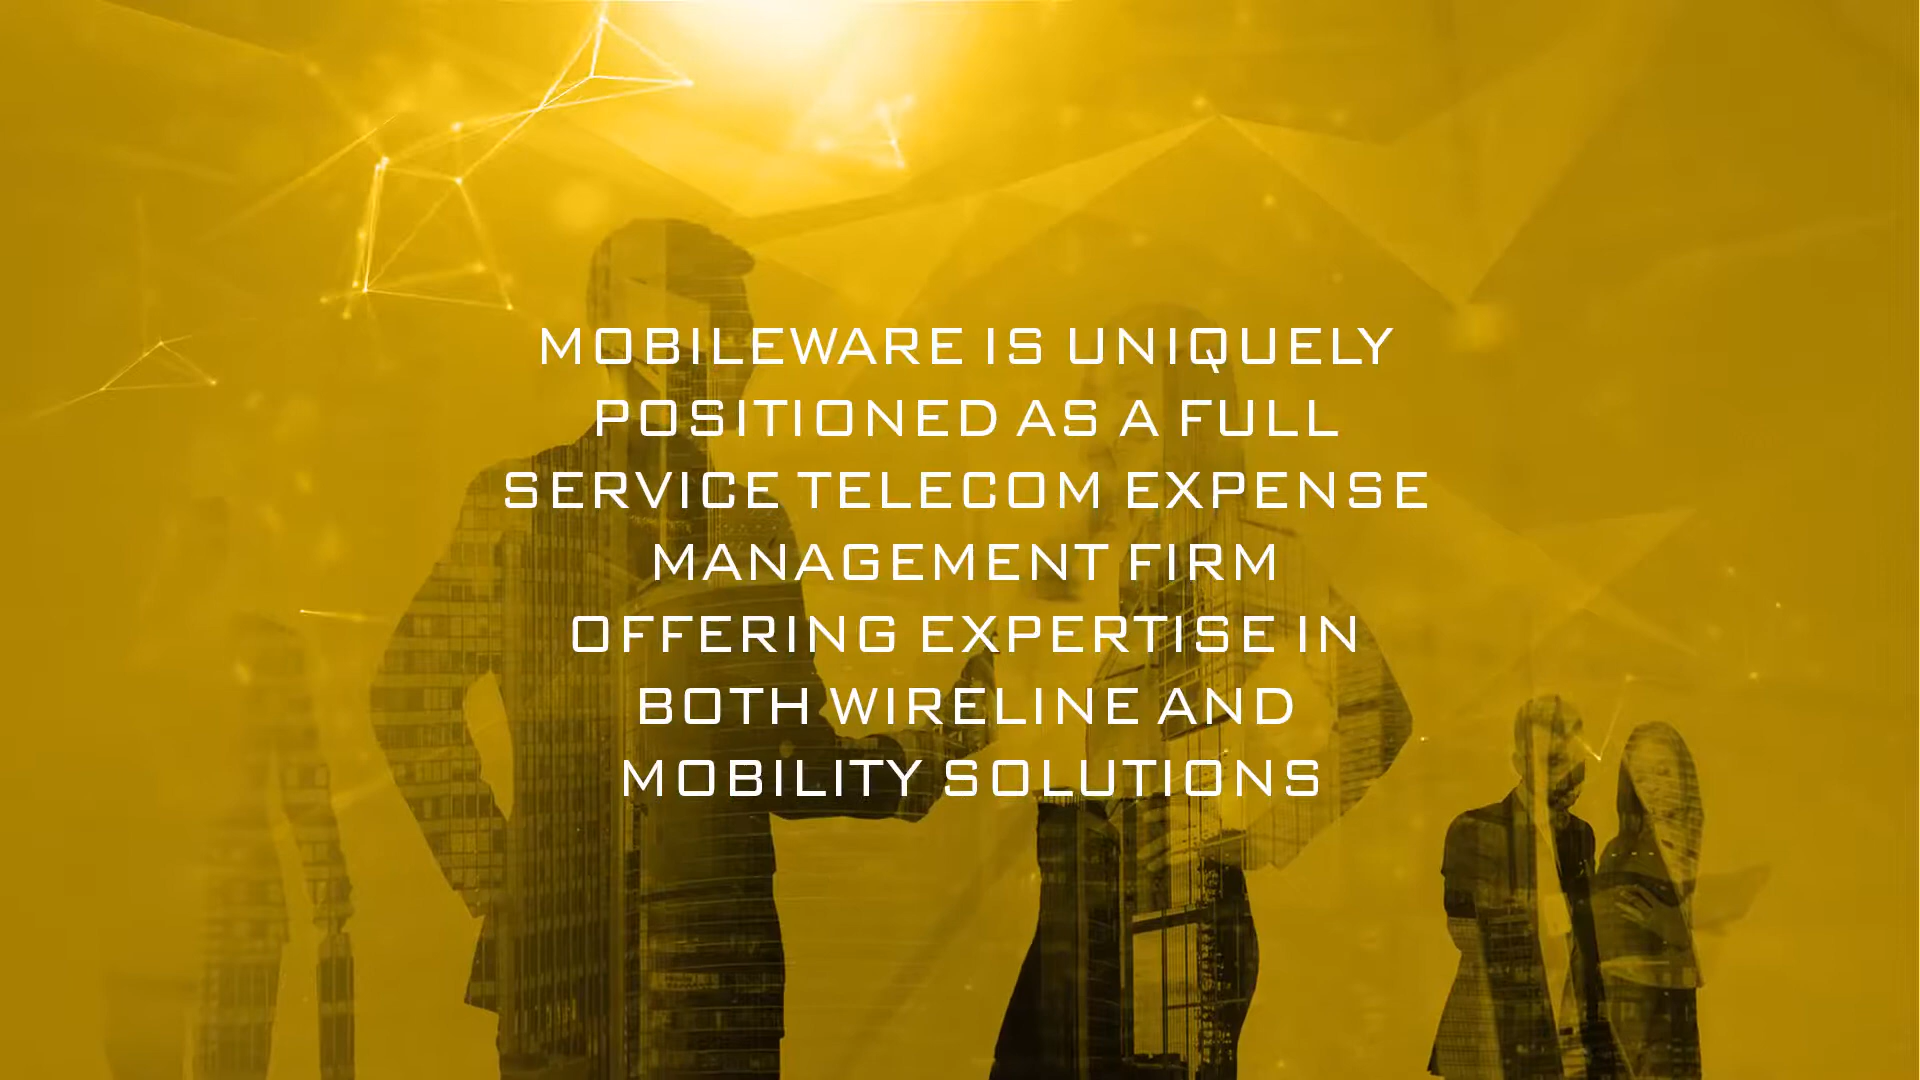 MOBILEWARE IS UNIQUELY
POSITIONED AS A FULL
SERVICE TELECOM EXPENSE
MANAGEMENT FIRM
OFFERING EXPERTISE IN
BOTH WIRELINE AND
MOBILITY SOLUTIONS